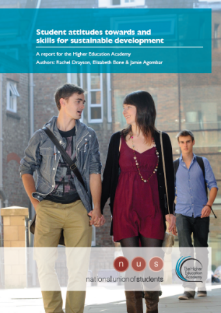 Student attitudes towards and
skills for sustainable development
A report for the Higher Education Academy
Authors: Rachel Drayson, Elizabeth Bone & Jamie Agombar
nus
national union of students
The Higher
Education
Academy